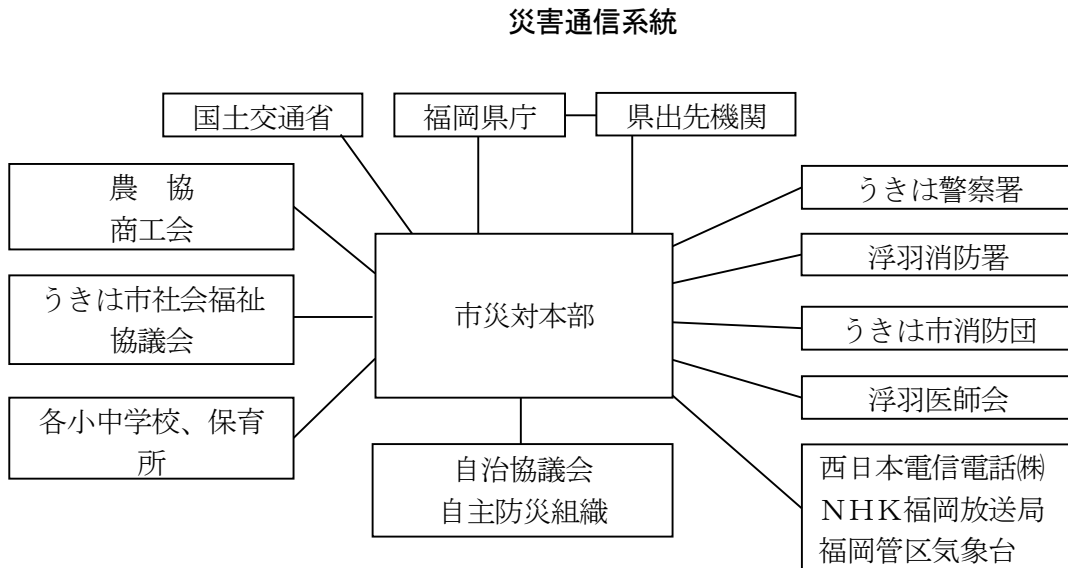 災害通信系統
国土交通省
福岡県庁
県出先機関
農　協
商工会
うきは市社会福祉
協議会
各小中学校、保育
所
市災対本部
自治協議会
自主防災組織
うきは警察署
浮羽消防署
うきは市消防団
浮羽医師会
西日本電信電話㈱
ＮＨＫ福岡放送局
福岡管区気象台